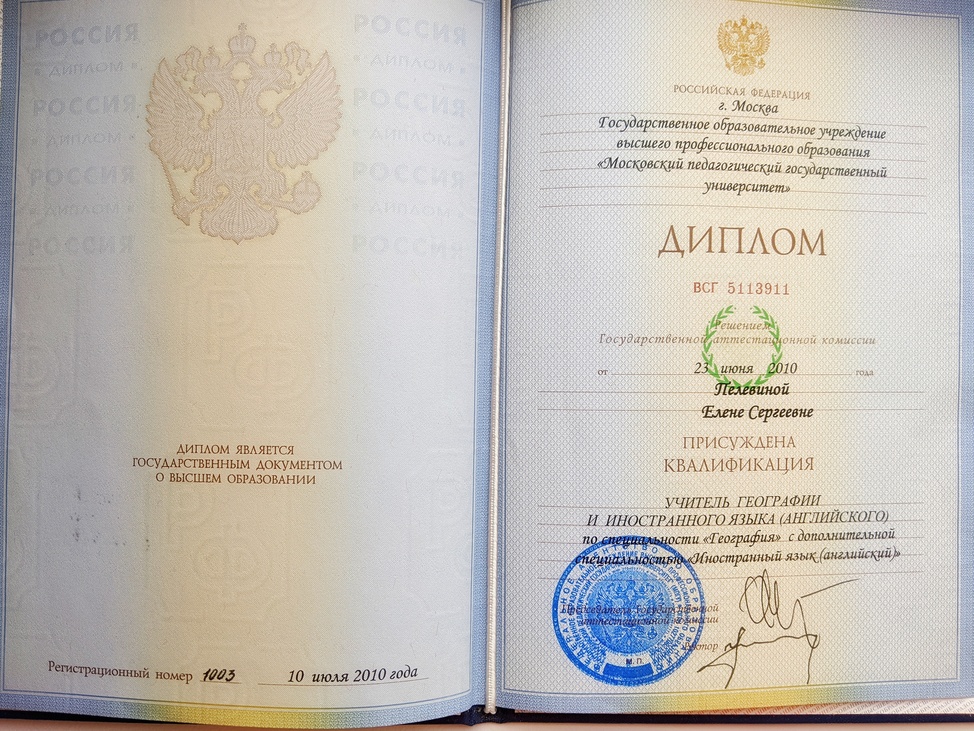 РОССИЯ РОССИЯ
« ДИПЛОМ » « ДИПЛОМ »
РОССИЯ РОССИЯ
« ДИПЛОМ » « ДИПЛОМ »
РОССИЯ РОССИЯ
« ДИПЛОМ » « ДИПЛОМ »
РОССИЯ РОССИЯ
ДИПЛОМ ЯВЛЯЕТСЯ
ГОСУДАРСТВЕННЫМ ДОКУМЕНТОМ
О ВЫСШЕМ ОБРАЗОВАНИИ
Регистрационный номер 1003 10 июля 2010 года
РОССИЙСКАЯ ФЕДЕРАЦИЯ
г. Москва
Государственное образовательное учреждение
высшего профессионального образования
«Московский педагогический государственный
университет»
ДИПЛОМ
ВСГ 5113911
Решением
Государственной аттестационной комиссии
от 23 июня 2010 года
Пелевиной
Елене Сергеевне
ПРИСУЖДЕНА
КВАЛИФИКАЦИЯ
УЧИТЕЛЬ ГЕОГРАФИИ
И ИНОСТРАННОГО ЯЗЫКА (АНГЛИЙСКОГО)
по специальности «География» с дополнительной
специальностью «Иностранный язык (английский)»
Председатель Государственной
аттестационной комиссии
Ректор
М. П.